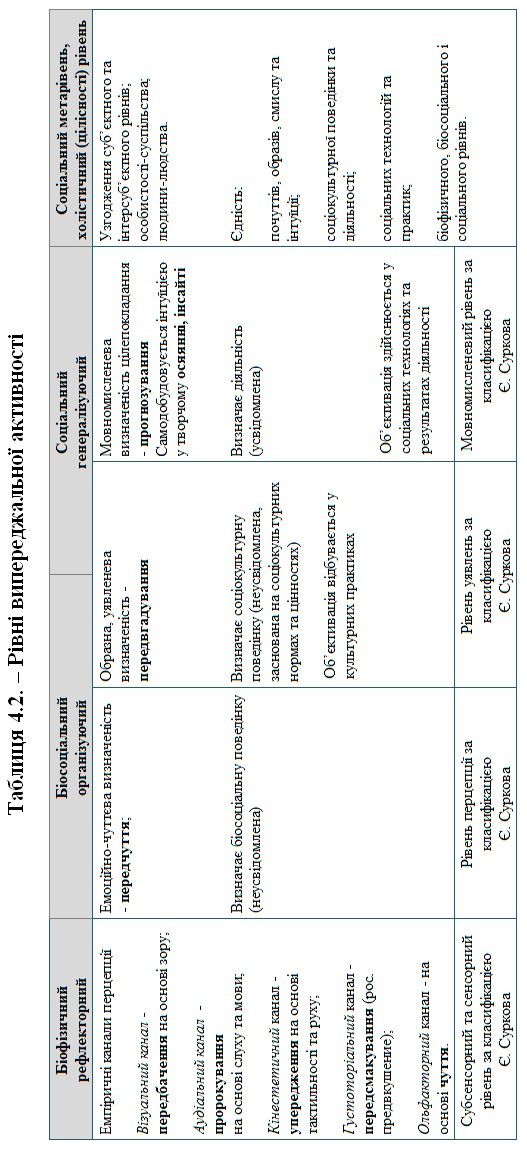 Таблиця 4.2. – Рівні випереджальної активності
Біофізичний
рефлекторний
Біосоціальний
організуючий
Соціальний
генералізуючий
Соціальний метарівень,
холістичний (цілісності) рівень
Емпіричні канали перцепції
Візуальний канал -
передбачення на основі зору;
Аудіальний канал -
пророкування
на основі слуху та мови;
Кінестетичний канал -
упередження на основі
тактильності та руху;
Густоторіальний канал -
передсмакування (рос.
предвкушение);
Ольфакторний канал - на
основі чуття.
Емоційно-чуттєва визначеність
- передчуття;
Визначає біосоціальну поведінку
(неусвідомлена)
Образна, уявленева
визначеність -
передвгадування
Визначає соціокультурну
поведінку (неусвідомлена,
заснована на соціокультурних
нормах та цінностях)
Об’єктивація відбувається у
культурних практиках
Мовномисленева
визначеність цілепокладання
- прогнозування
Самодобудовується інтуїцією
у творчому осяянні, інсайті
Визначає діяльність
(усвідомлена)
Об’єктивація здійснюється у
соціальних технологіях та
результатах діяльності
Узгодження суб’єктного та
інтерсуб’єктного рівнів;
особистості-суспільства;
людини-людства.
Єдність:
почуттів, образів, смислу та
інтуїції;
соціокультурної поведінки та
діяльності;
соціальних технологій та
практик;
біофізичного, біосоціального і
соціального рівнів.
Субсенсорний та сенсорний
рівень за класифікацією
Є. Суркова
Рівень перцепції за
класифікацією
Є. Суркова
Рівень уявлень за
класифікацією
Є. Суркова
Мовномисленевий рівень за
класифікацією
Є. Суркова